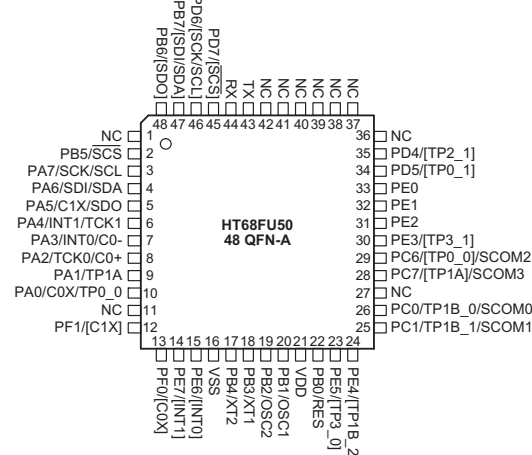 PB6/[SDO]
PB7/[SDI/SDA]
PD6/[SCK/SCL]
PD7/[SCS]
RX
TX
NC
NC
NC
NC
NC
NC
48 47 46 45 44 43 42 41 40 39 38 37
NC 1
PB5/SCS 2
PA7/SCK/SCL 3
PA6/SDI/SDA 4
PA5/C1X/SDO 5
PA4/INT1/TCK1 6
PA3/INT0/C0- 7
PA2/TCK0/C0+ 8
PA1/TP1A 9
PA0/C0X/TP0_0 10
NC 11
PF1/[C1X] 12
HT68FU50
48 QFN-A
36 NC
35 PD4/[TP2_1]
34 PD5/[TP0_1]
33 PE0
32 PE1
31 PE2
30 PE3/[TP3_1]
29 PC6/[TP0_0]/SCOM2
28 PC7/[TP1A]/SCOM3
27 NC
26 PC0/TP1B_0/SCOM0
25 PC1/TP1B_1/SCOM1
13 14 15 16 17 18 19 20 21 22 23 24
PF0/[C0X]
PE7/[INT1]
PE6/[INT0]
VSS
PB4/XT2
PB3/XT1
PB2/OSC2
PB1/OSC1
VDD
PB0/RES
PE5/[TP3_0]
PE4/[TP1B_2